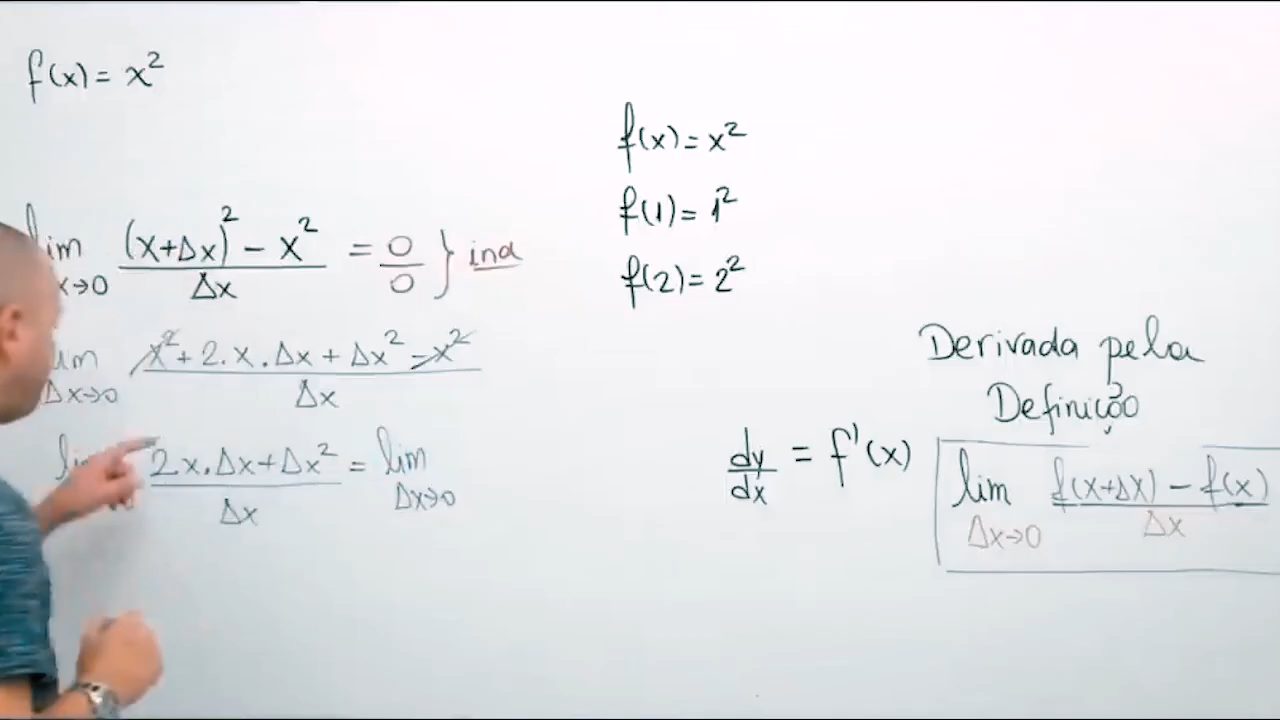 f(x) = x²
lim (x+Δx)² - x² = 0 } ind
x→0 Δx 0
lim x² + 2.x.Δx + Δx² - x²
Δx→0 Δx
lim 2x.Δx+Δx² = lim
Δx Δx→0
f(x) = x²
f(1) = 1²
f(2) = 2²
Derivada pela
Definição
dy/dx = f'(x) lim f(x+Δx) - f(x)
Δx→0 Δx